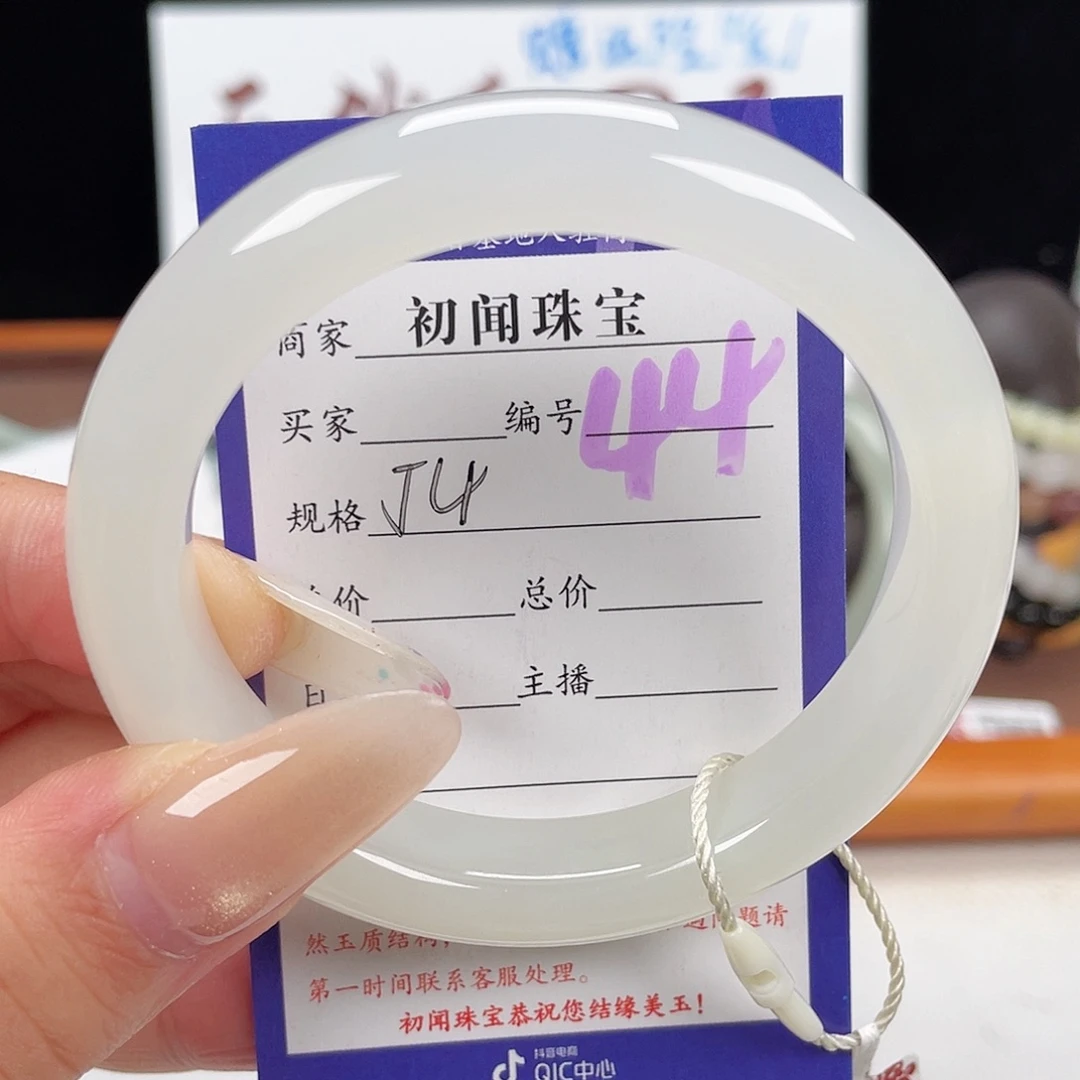 商家 初闻珠宝
买家 编号 44
规格 J4
价 总价
主播
然玉质结构 题请
第一时间联系客服处理。
初闻珠宝恭祝您结缘美玉!
抖音电商
QIC中心